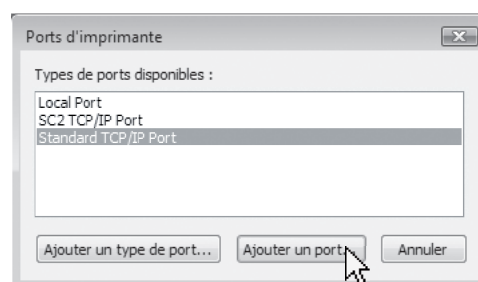 Ports d'imprimante
Types de ports disponibles :
Local Port
SC2 TCP/IP Port
Standard TCP/IP Port
Ajouter un type de port... Ajouter un port... Annuler